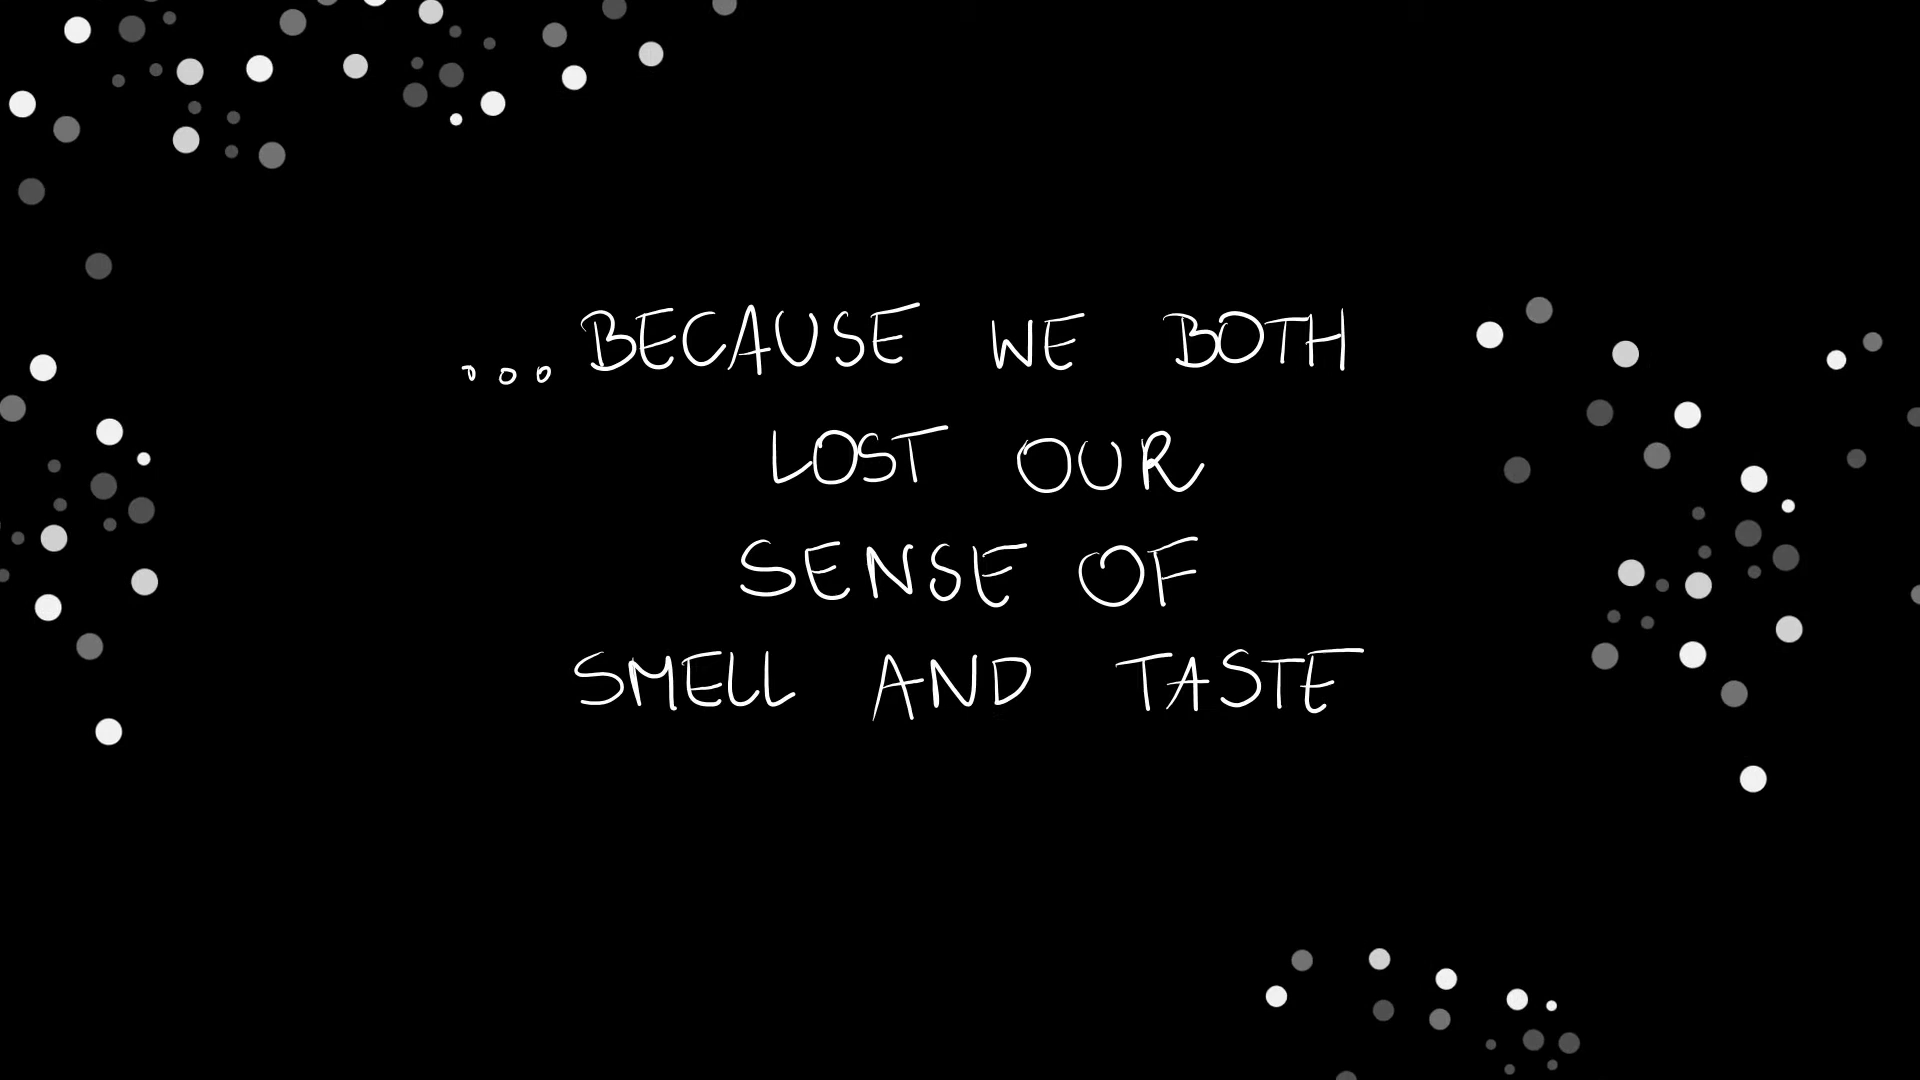 ...BECAUSE WE BOTH
LOST OUR
SENSE OF
SMELL AND TASTE